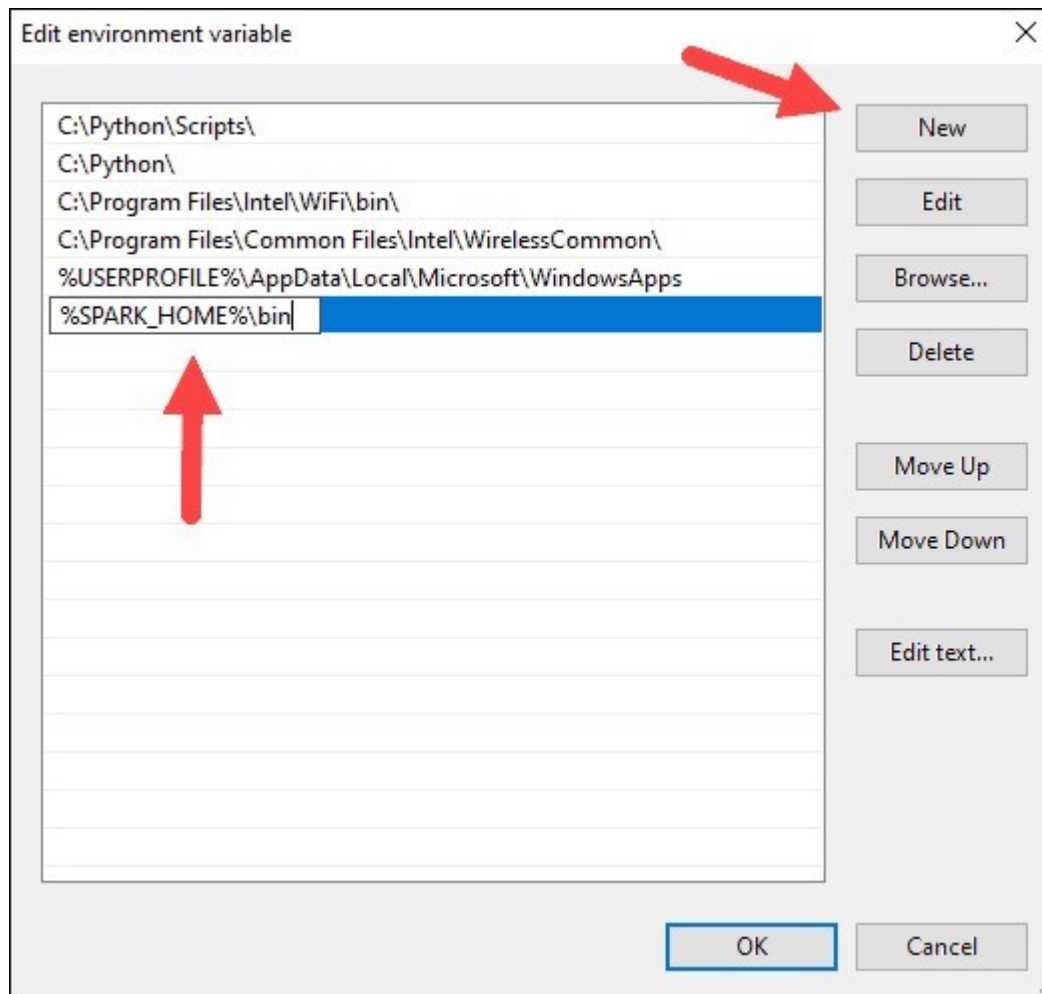 Edit environment variable
C:\Python\Scripts\
C:\Python\
C:\Program Files\Intel\WiFi\bin\
C:\Program Files\Common Files\Intel\WirelessCommon\
%USERPROFILE%\AppData\Local\Microsoft\WindowsApps
%SPARK_HOME%\bin
New
Edit
Browse...
Delete
Move Up
Move Down
Edit text...
OK
Cancel